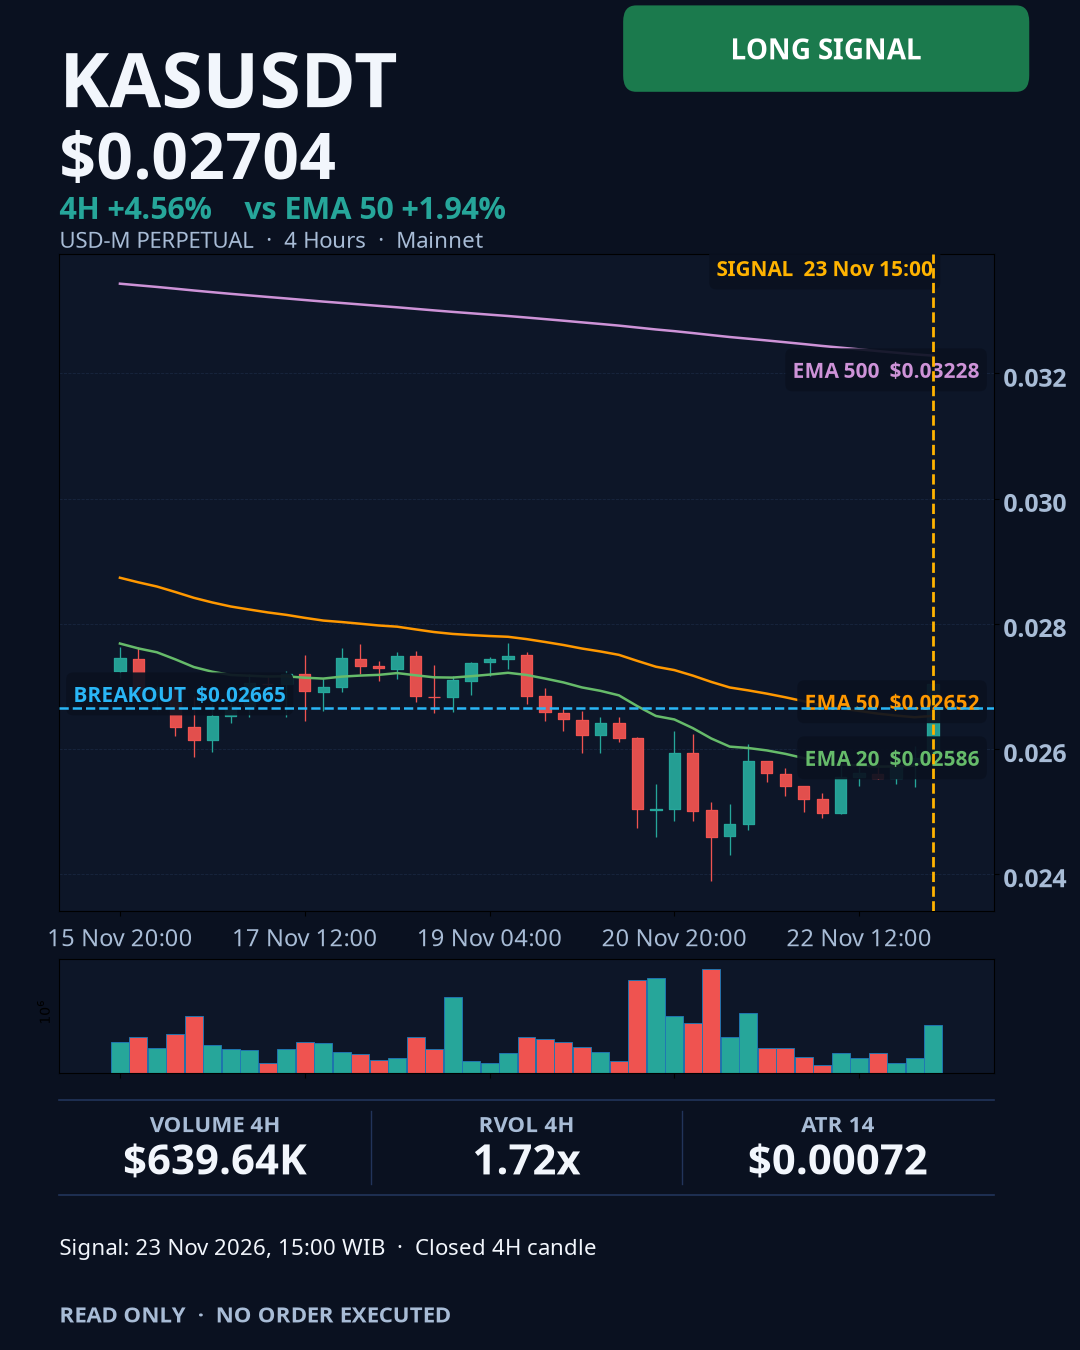 LONG SIGNAL
KASUSDT
$0.02704
4H +4.56% vs EMA 50 +1.94%
USD-M PERPETUAL · 4 Hours · Mainnet
SIGNAL 23 Nov 15:00
EMA 500 $0.03228
0.032
0.030
0.028
BREAKOUT $0.02665
EMA 50 $0.02652
0.026
EMA 20 $0.02586
0.024
15 Nov 20:00 17 Nov 12:00 19 Nov 04:00 20 Nov 20:00 22 Nov 12:00
10⁶
VOLUME 4H RVOL 4H ATR 14
$639.64K 1.72x $0.00072
Signal: 23 Nov 2026, 15:00 WIB · Closed 4H candle
READ ONLY · NO ORDER EXECUTED